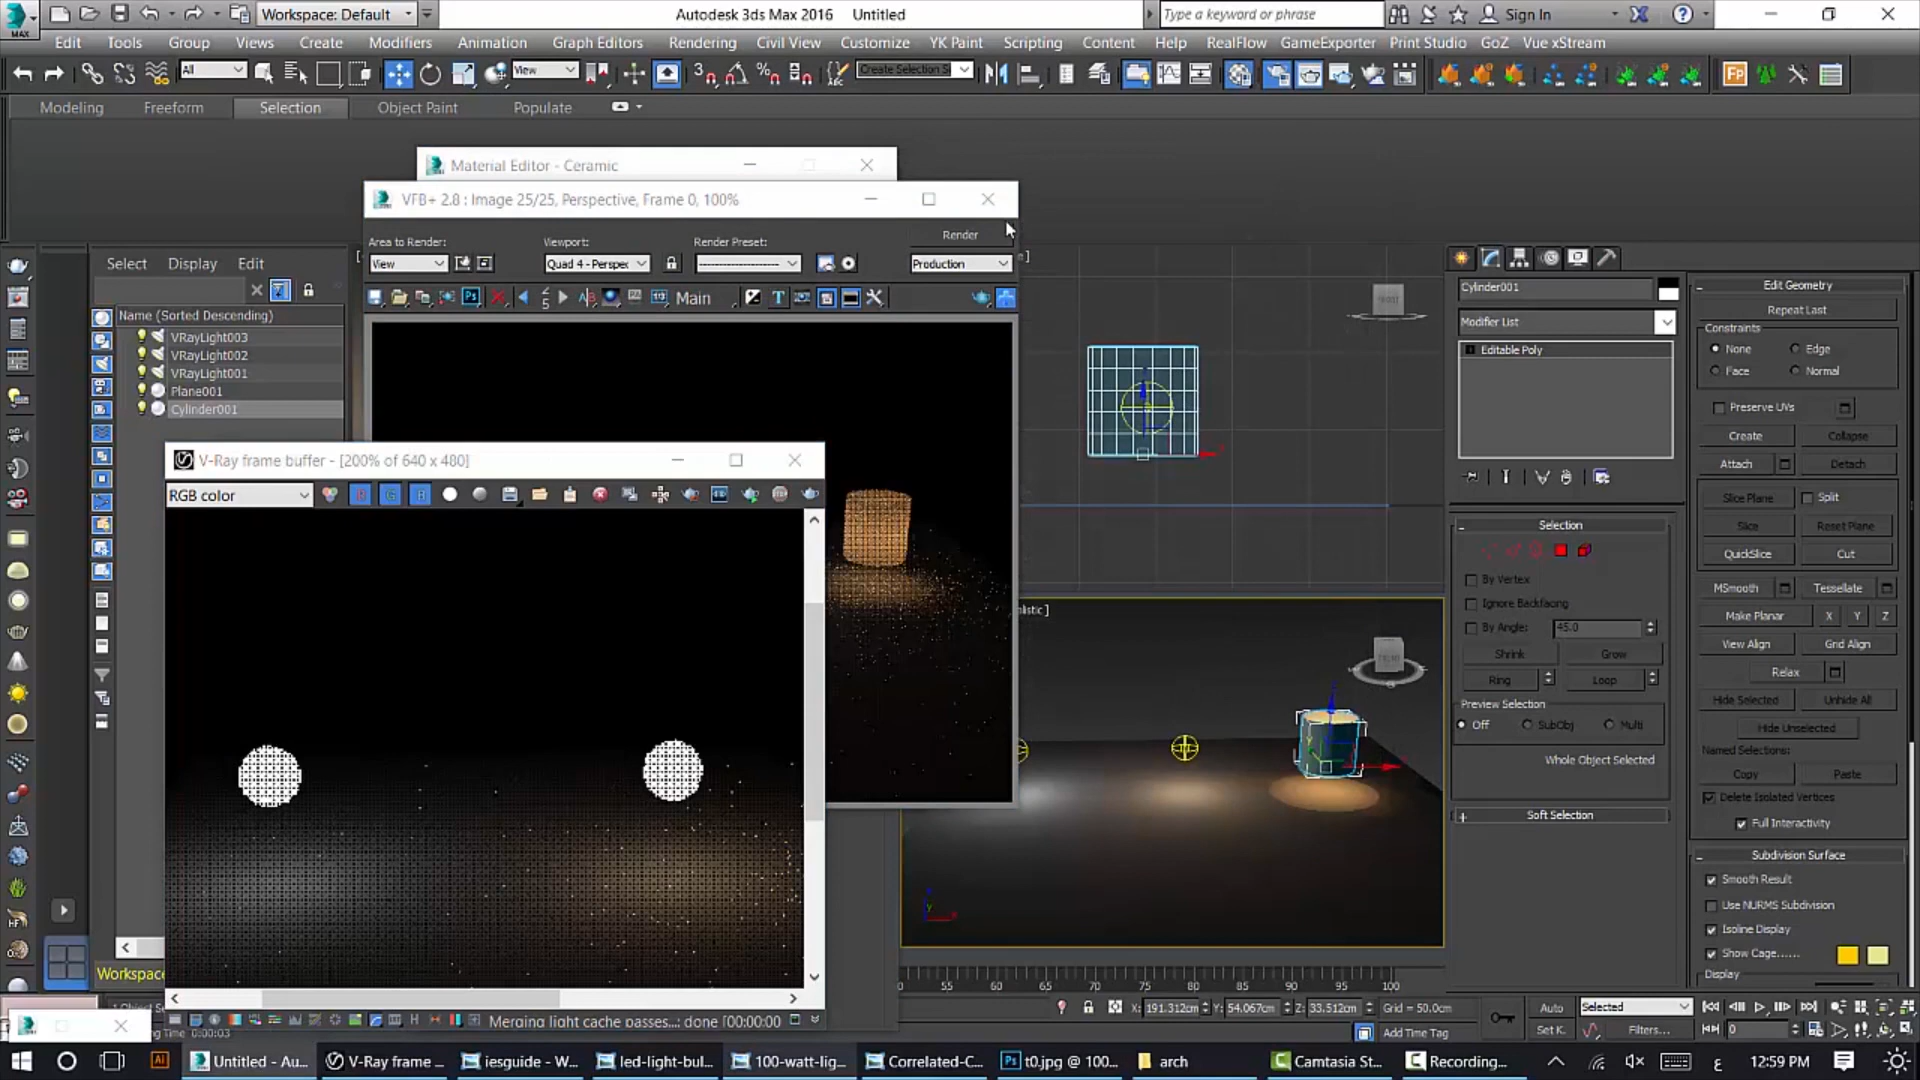 MAX
Workspace: Default
Autodesk 3ds Max 2016 Untitled
Type a keyword or phrase
Sign In
Edit Tools Group Views Create Modifiers Animation Graph Editors Rendering Civil View Customize YK Paint Scripting Content Help RealFlow GameExporter Print Studio GoZ Vue xStream
All View Create Selection S
Modeling Freeform Selection Object Paint Populate
Material Editor - Ceramic
VFB+ 2.8 : Image 25/25, Perspective, Frame 0, 100%
Area to Render: Viewport: Render Preset: Render
View Quad 4 - Perspec Production
Main
Select Display Edit
Name (Sorted Descending)
VRayLight003
VRayLight002
VRayLight001
Plane001
Cylinder001
V-Ray frame buffer - [200% of 640 x 480]
RGB color
Merging light cache passes...: done [00:00:00
listic ]
Cylinder001
Modifier List
Editable Poly
Selection
By Vertex
Ignore Backfacing
By Angle: 45.0
Shrink Grow
Ring Loop
Preview Selection
Off SubObj Multi
Whole Object Selected
Soft Selection
Edit Geometry
Repeat Last
Constraints
None Edge
Face Normal
Preserve UVs
Create Collapse
Attach Detach
Slice Plane Split
Slice Reset Plane
QuickSlice Cut
MSmooth Tessellate
Make Planar X Y Z
View Align Grid Align
Relax
Hide Selected Unhide All
Hide Unselected
Named Selections:
Copy Paste
Delete Isolated Vertices
Full Interactivity
Subdivision Surface
Smooth Result
Use NURMS Subdivision
Isoline Display
Show Cage......
Display
Workspace
55 60 65 70 75 80 85 90 95 100
X: 191.312cm Y: 54.067cm Z: 33.512cm Grid = 50.0cm
Add Time Tag
Auto Selected
Set K. Filters... 0
ing Time 0:00:03
Untitled - Au... V-Ray frame ... iesguide - W... led-light-bul... 100-watt-lig... Correlated-C... t0.jpg @ 100... arch Camtasia St... Recording...
ع 12:59 PM